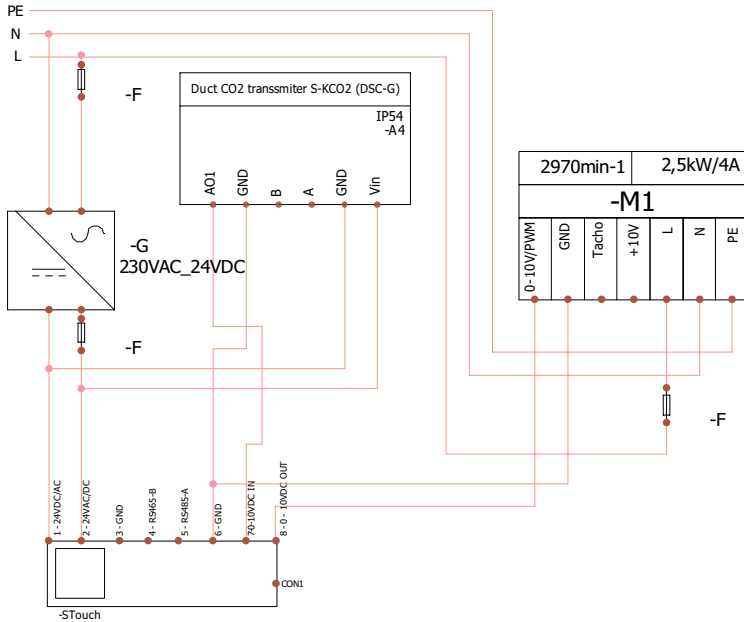 PE
N
L
-F
Duct CO2 transsmiter S-KCO2 (DSC-G)
IP54
-A4
AO1
GND
B
A
GND
Vin
2970min-1
2,5kW/4A
-M1
0-10V/PWM
GND
Tacho
+10V
L
N
PE
-G
230VAC_24VDC
-F
-F
1 - 24VDC/AC
2 - 24VAC/DC
3 - GND
4 - RS465-B
5 - RS485-A
6 - GND
7-0-10VDC IN
8 - 0 - 10VDC OUT
CON1
-STouch